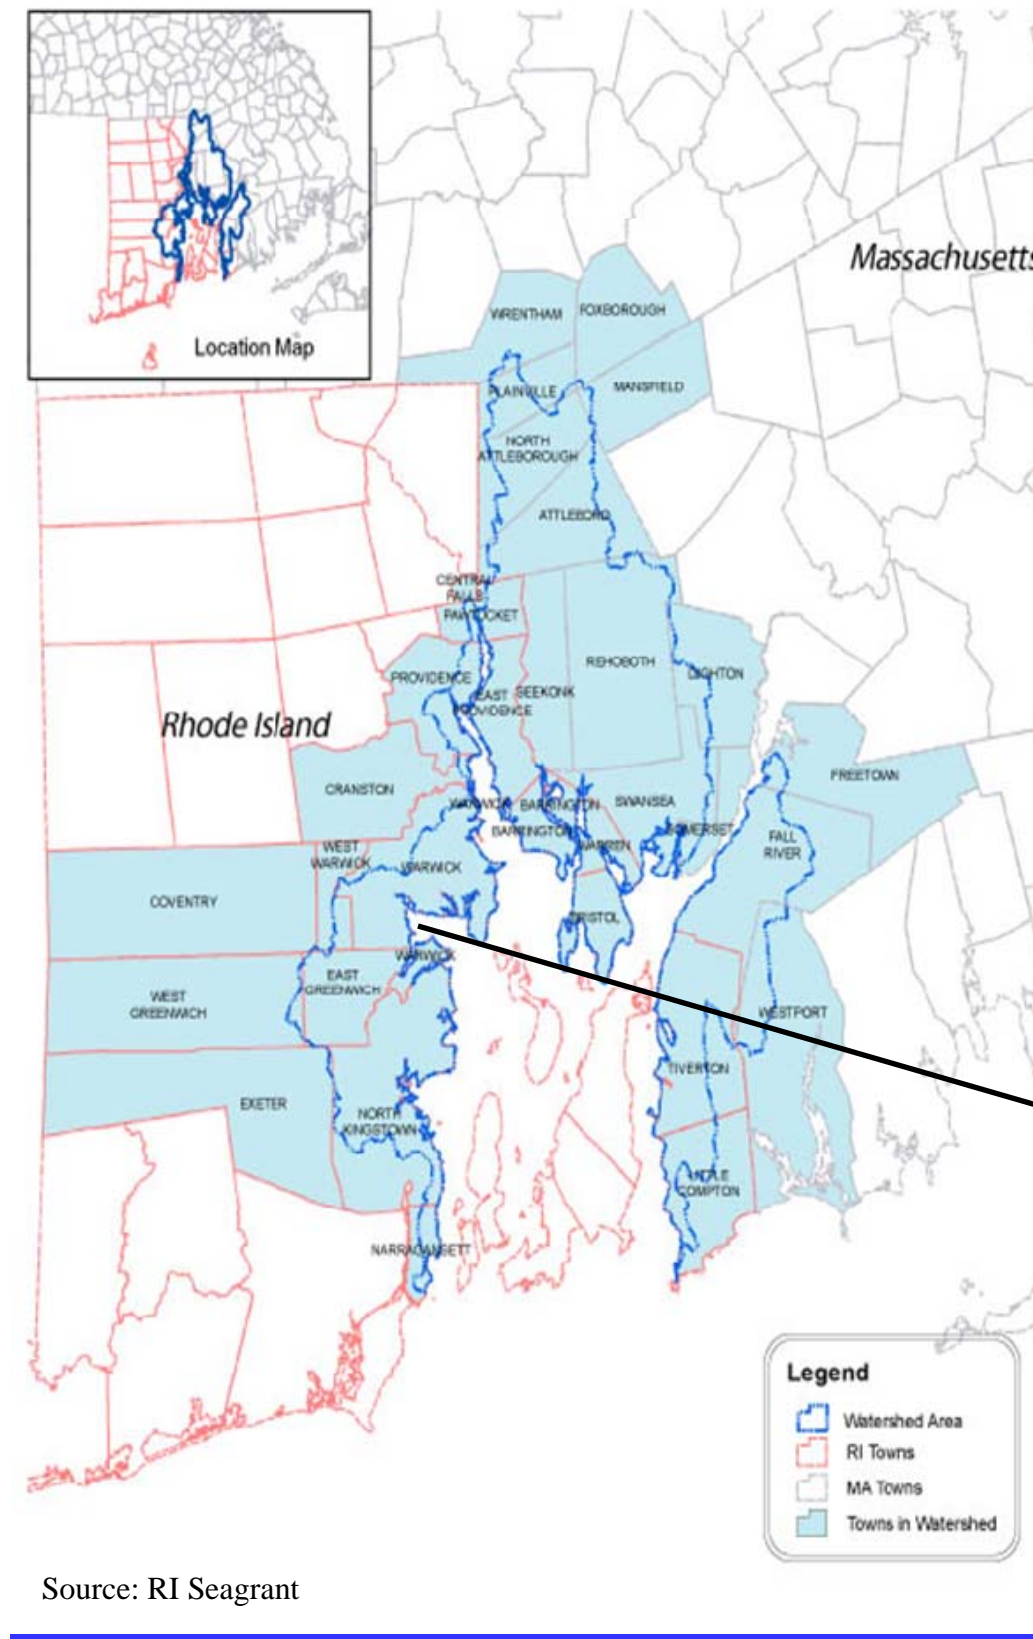 Location Map
Massachusetts
WRENTHAM
FOXBOROUGH
PLAINVILLE
MANSFIELD
NORTH
ATTLEBOROUGH
ATTLEBORO
CENTRAL
FALLS
PAWTUCKET
REHOBOTH
DIGHTON
PROVIDENCE
SEEKONK
EAST
PROVIDENCE
Rhode Island
FREETOWN
CRANSTON
WARWICK
BARRINGTON
SWANSEA
BARRINGTON
SOMERSET
FALL
RIVER
WARREN
WEST
WARWICK
WARWICK
COVENTRY
BRISTOL
WARWICK
EAST
GREENWICH
WEST
GREENWICH
WESTPORT
TIVERTON
EXETER
NORTH
KINGSTOWN
LITTLE
COMPTON
NARRAGANSETT
Legend
Watershed Area
RI Towns
MA Towns
Towns in Watershed
Source: RI Seagrant